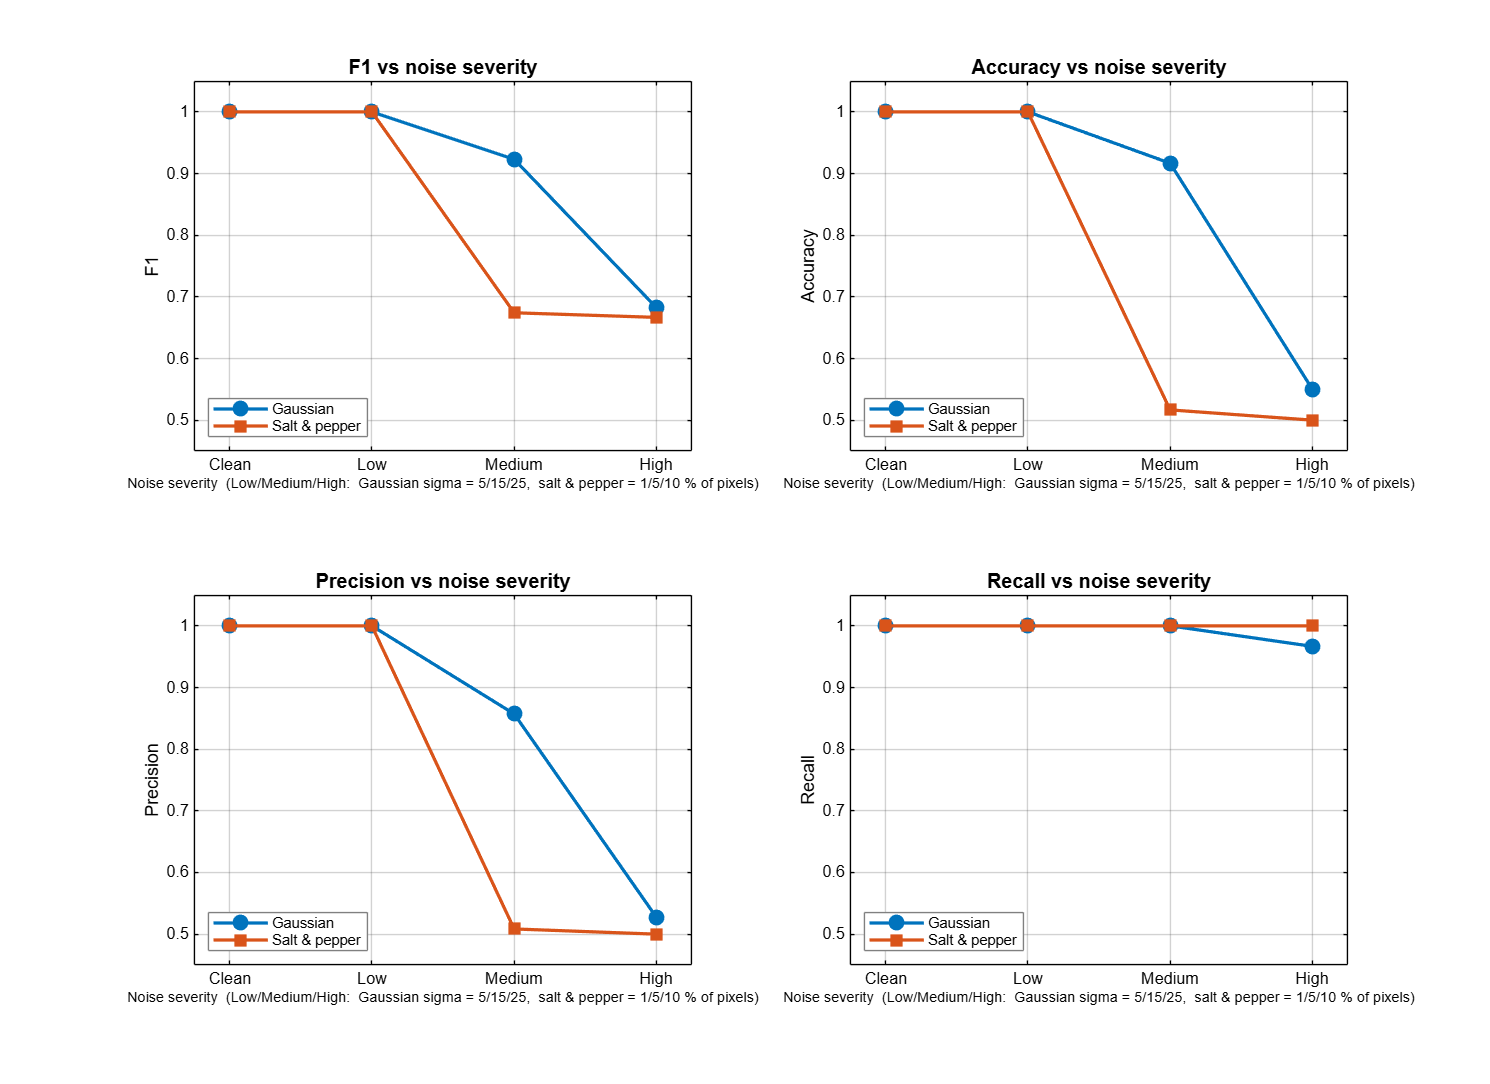 F1 vs noise severity
F1
1
0.9
0.8
0.7
0.6
0.5
Gaussian
Salt & pepper
Clean Low Medium High
Noise severity (Low/Medium/High: Gaussian sigma = 5/15/25, salt & pepper = 1/5/10 % of pixels)
Accuracy vs noise severity
Accuracy
1
0.9
0.8
0.7
0.6
0.5
Gaussian
Salt & pepper
Clean Low Medium High
Noise severity (Low/Medium/High: Gaussian sigma = 5/15/25, salt & pepper = 1/5/10 % of pixels)
Precision vs noise severity
Precision
1
0.9
0.8
0.7
0.6
0.5
Gaussian
Salt & pepper
Clean Low Medium High
Noise severity (Low/Medium/High: Gaussian sigma = 5/15/25, salt & pepper = 1/5/10 % of pixels)
Recall vs noise severity
Recall
1
0.9
0.8
0.7
0.6
0.5
Gaussian
Salt & pepper
Clean Low Medium High
Noise severity (Low/Medium/High: Gaussian sigma = 5/15/25, salt & pepper = 1/5/10 % of pixels)